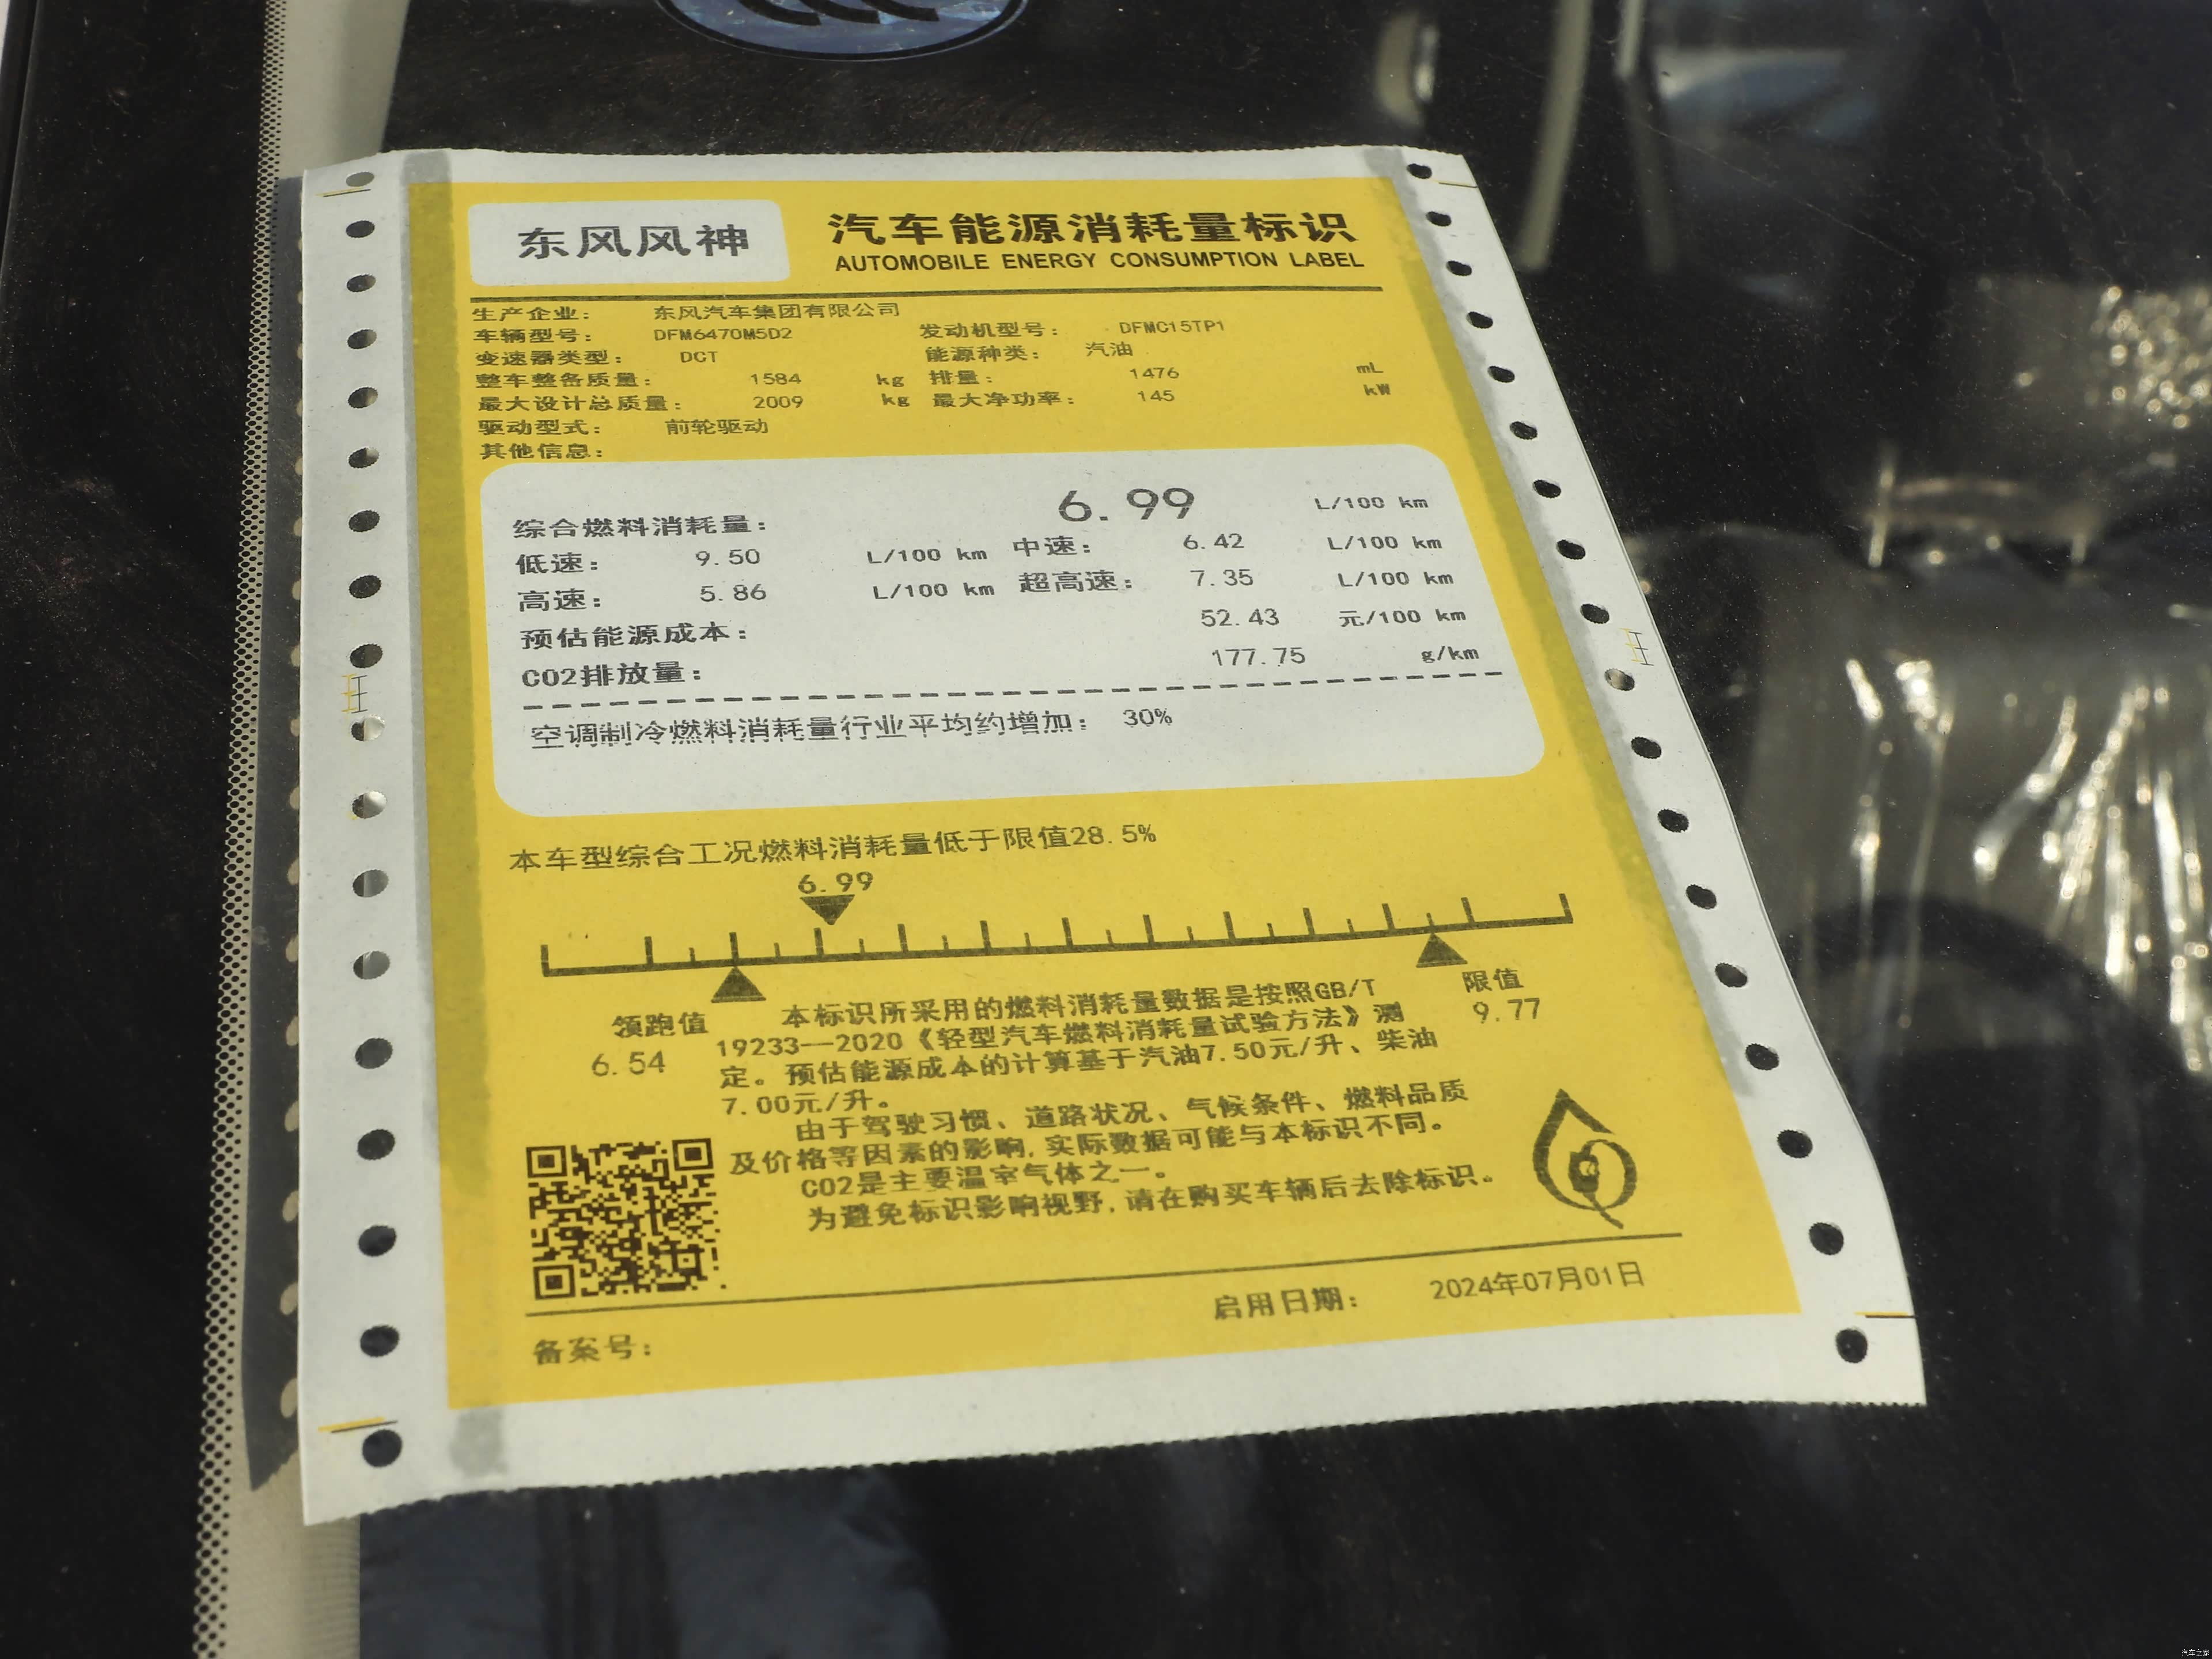 东风风神
汽车能源消耗量标识
AUTOMOBILE ENERGY CONSUMPTION LABEL
生产企业： 东风汽车集团有限公司
车辆型号： DFM6470M5D2 发动机型号： DFMC15TP1
变速器类型： DCT 能源种类： 汽油
整车整备质量： 1584 kg 排量： 1476 mL
最大设计总质量： 2009 kg 最大净功率： 145 kW
驱动型式： 前轮驱动
其他信息：
综合燃料消耗量： 6.99 L/100 km
低速： 9.50 L/100 km 中速： 6.42 L/100 km
高速： 5.86 L/100 km 超高速： 7.35 L/100 km
预估能源成本： 52.43 元/100 km
CO2排放量： 177.75 g/km
空调制冷燃料消耗量行业平均约增加： 30%
本车型综合工况燃料消耗量低于限值28.5%
6.99
领跑值
6.54
限值
9.77
本标识所采用的燃料消耗量数据是按照GB/T
19233—2020《轻型汽车燃料消耗量试验方法》测
定。预估能源成本的计算基于汽油7.50元/升、柴油
7.00元/升。
由于驾驶习惯、道路状况、气候条件、燃料品质
及价格等因素的影响，实际数据可能与本标识不同。
CO2是主要温室气体之一。
为避免标识影响视野，请在购买车辆后去除标识。
启用日期： 2024年07月01日
备案号：
汽车之家